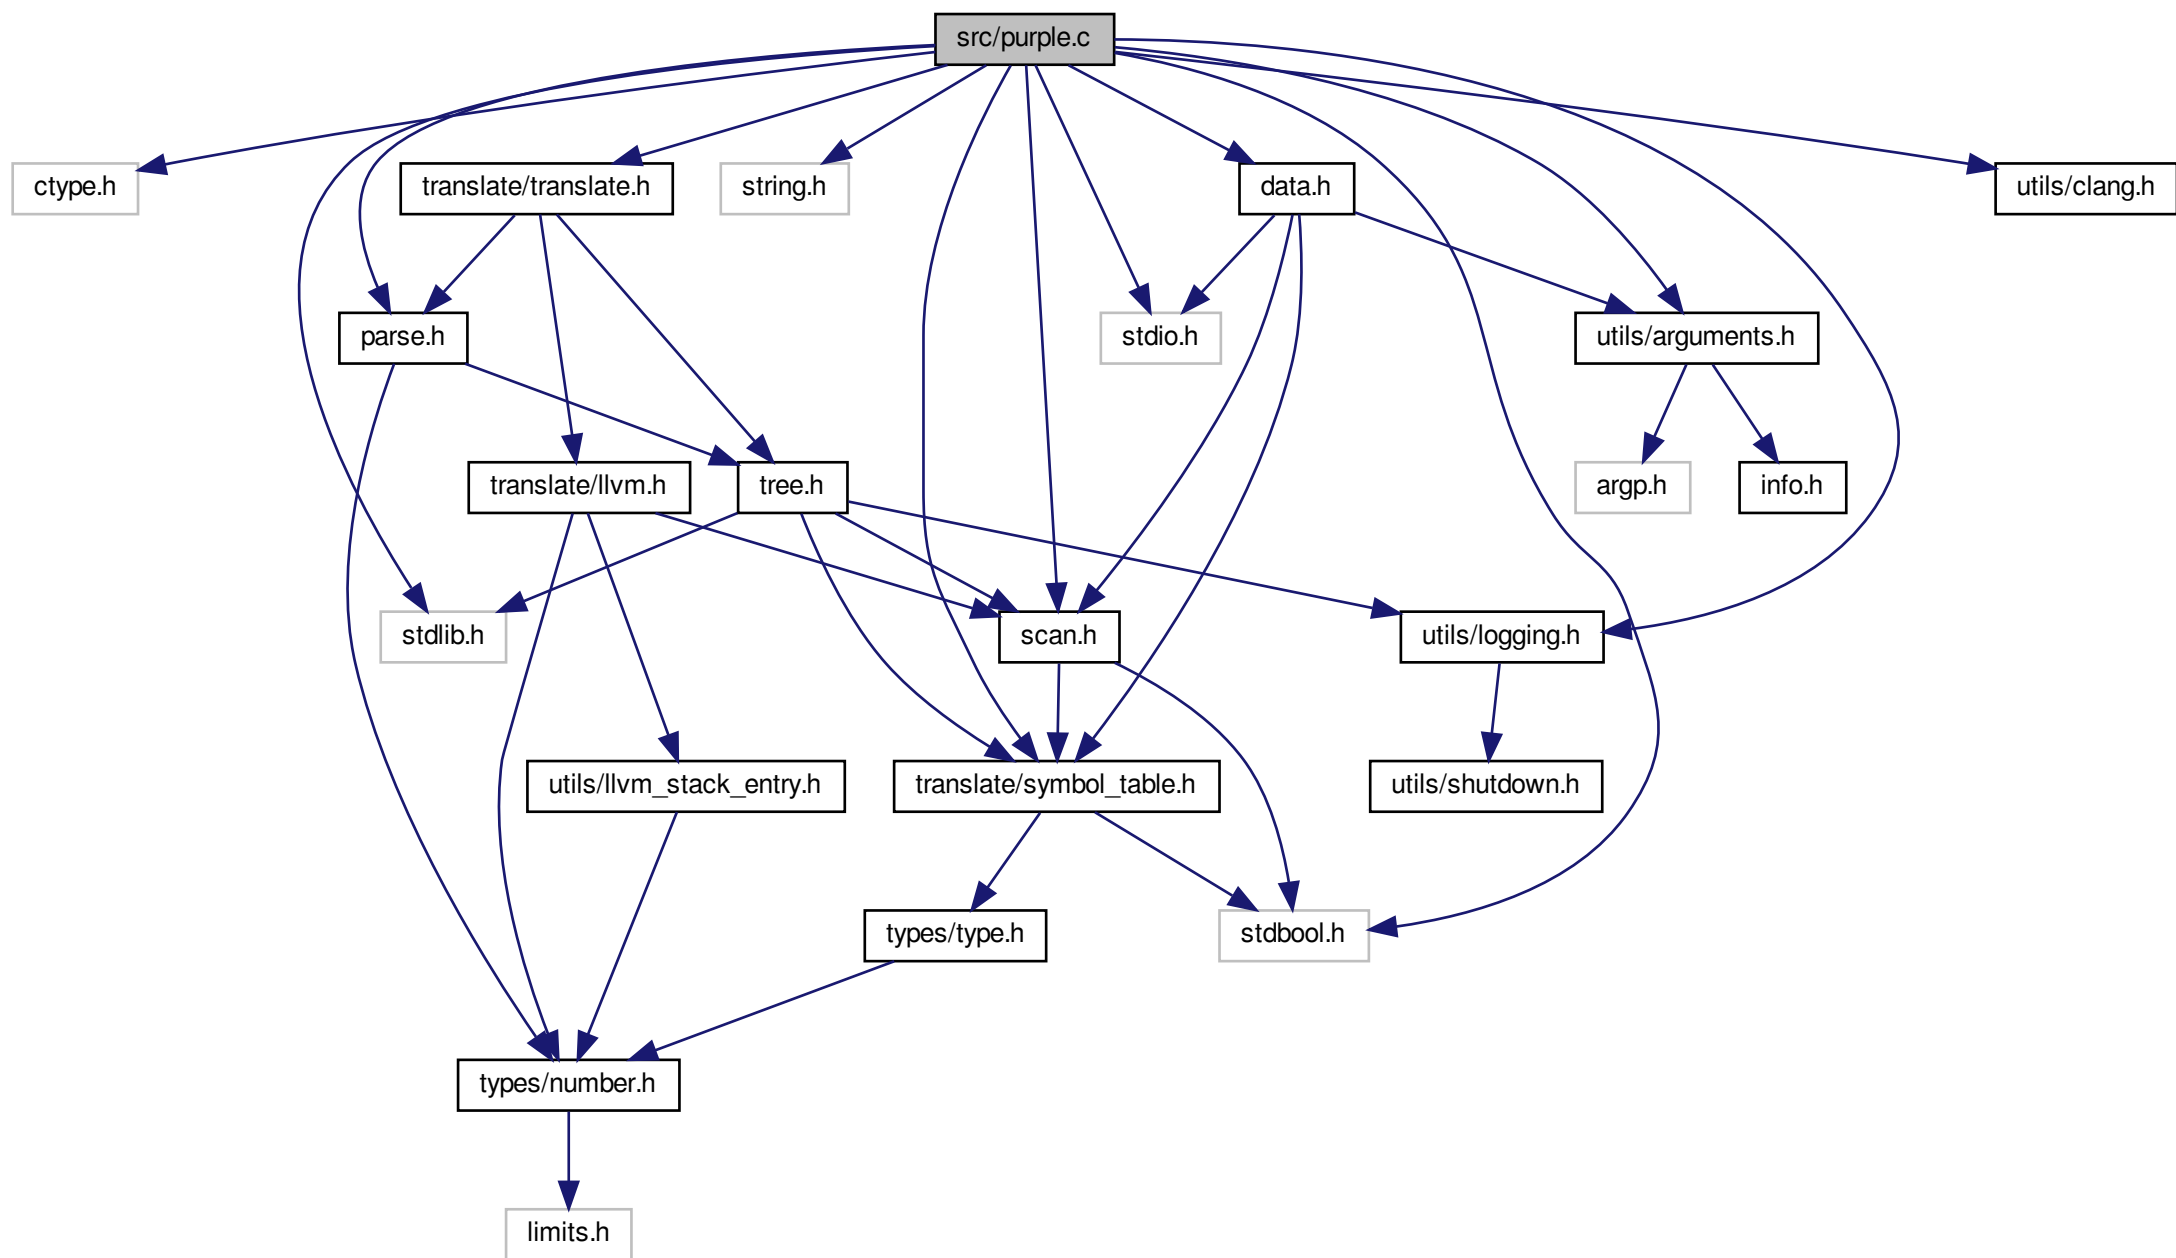 src/purple.c
ctype.h
translate/translate.h
string.h
data.h
utils/clang.h
parse.h
stdio.h
utils/arguments.h
translate/llvm.h
tree.h
argp.h
info.h
stdlib.h
scan.h
utils/logging.h
utils/llvm_stack_entry.h
translate/symbol_table.h
utils/shutdown.h
types/type.h
stdbool.h
types/number.h
limits.h